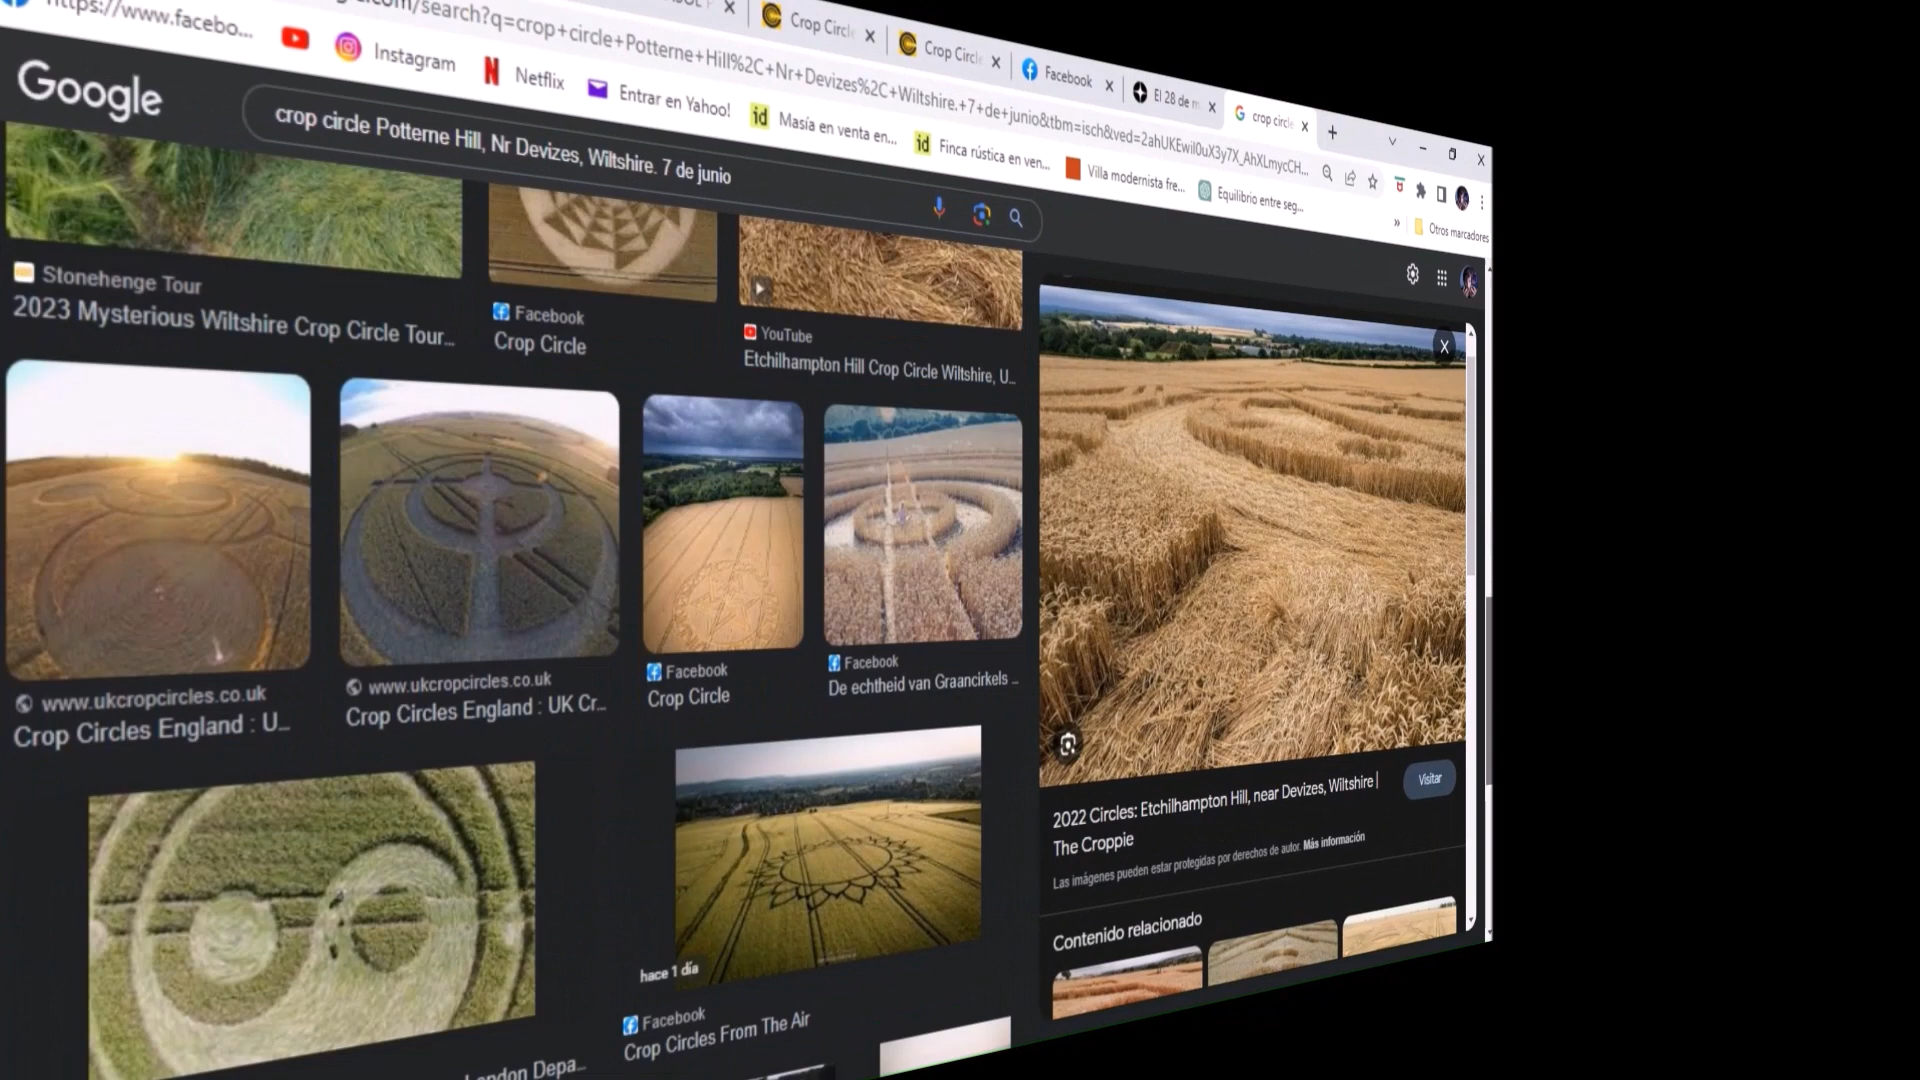 Crop Circl
Crop Circl
Facebook
El 28 de m
crop circle
.com/search?q=crop+circle+Potterne+Hill%2C+Nr+Devizes%2C+Wiltshire.+7+de+junio&tbm=isch&ved=2ahUKEwil0uX3y7X_AhXLmycCH...
https://www.facebo...
Instagram
Netflix
Entrar en Yahoo!
Masía en venta en...
Finca rústica en ven...
Villa modernista fre...
Equilibrio entre seg...
»
Otros marcadores
Google
crop circle Potterne Hill, Nr Devizes, Wiltshire. 7 de junio
Stonehenge Tour
2023 Mysterious Wiltshire Crop Circle Tour...
Facebook
Crop Circle
YouTube
Etchilhampton Hill Crop Circle Wiltshire, U...
www.ukcropcircles.co.uk
Crop Circles England : U...
www.ukcropcircles.co.uk
Crop Circles England : UK Cr...
Facebook
Crop Circle
Facebook
De echtheid van Graancirkels ...
hace 1 día
Facebook
Crop Circles From The Air
London Depa...
2022 Circles: Etchilhampton Hill, near Devizes, Wiltshire |
The Croppie
Visitar
Las imágenes pueden estar protegidas por derechos de autor. Más información
Contenido relacionado